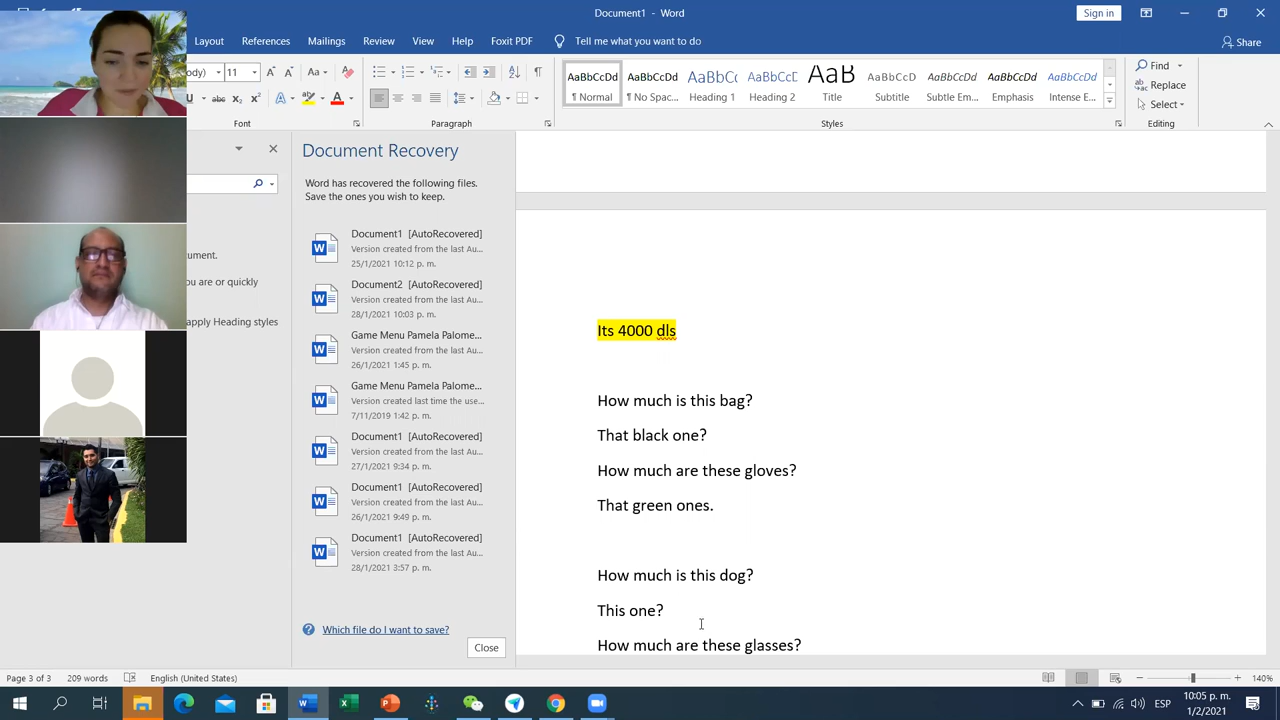 Document1 - Word
Sign in
Layout References Mailings Review View Help Foxit PDF Tell me what you want to do
Share
11
Aa
AaBbCcDd AaBbCcDd AaBbCc AaBbCcD AaB AaBbCcDd AaBbCcDd AaBbCcDd AaBbCcDd
¶ Normal ¶ No Spac... Heading 1 Heading 2 Title Subtitle Subtle Em... Emphasis Intense E...
Find
Replace
Select
Font Paragraph Styles Editing
Document Recovery
Word has recovered the following files.
Save the ones you wish to keep.
Document1 [AutoRecovered]
Version created from the last Au...
25/1/2021 10:12 p. m.
Document2 [AutoRecovered]
Version created from the last Au...
28/1/2021 10:03 p. m.
Game Menu Pamela Palome...
Version created from the last Au...
26/1/2021 1:45 p. m.
Game Menu Pamela Palome...
Version created last time the use...
7/11/2019 1:42 p. m.
Document1 [AutoRecovered]
Version created from the last Au...
27/1/2021 9:34 p. m.
Document1 [AutoRecovered]
Version created from the last Au...
26/1/2021 9:49 p. m.
Document1 [AutoRecovered]
Version created from the last Au...
28/1/2021 3:57 p. m.
Which file do I want to save?
Close
ument.
ou are or quickly
apply Heading styles
Its 4000 dls
How much is this bag?
That black one?
How much are these gloves?
That green ones.
How much is this dog?
This one?
How much are these glasses?
Page 3 of 3 209 words English (United States) 140%
ESP
10:05 p. m.
1/2/2021